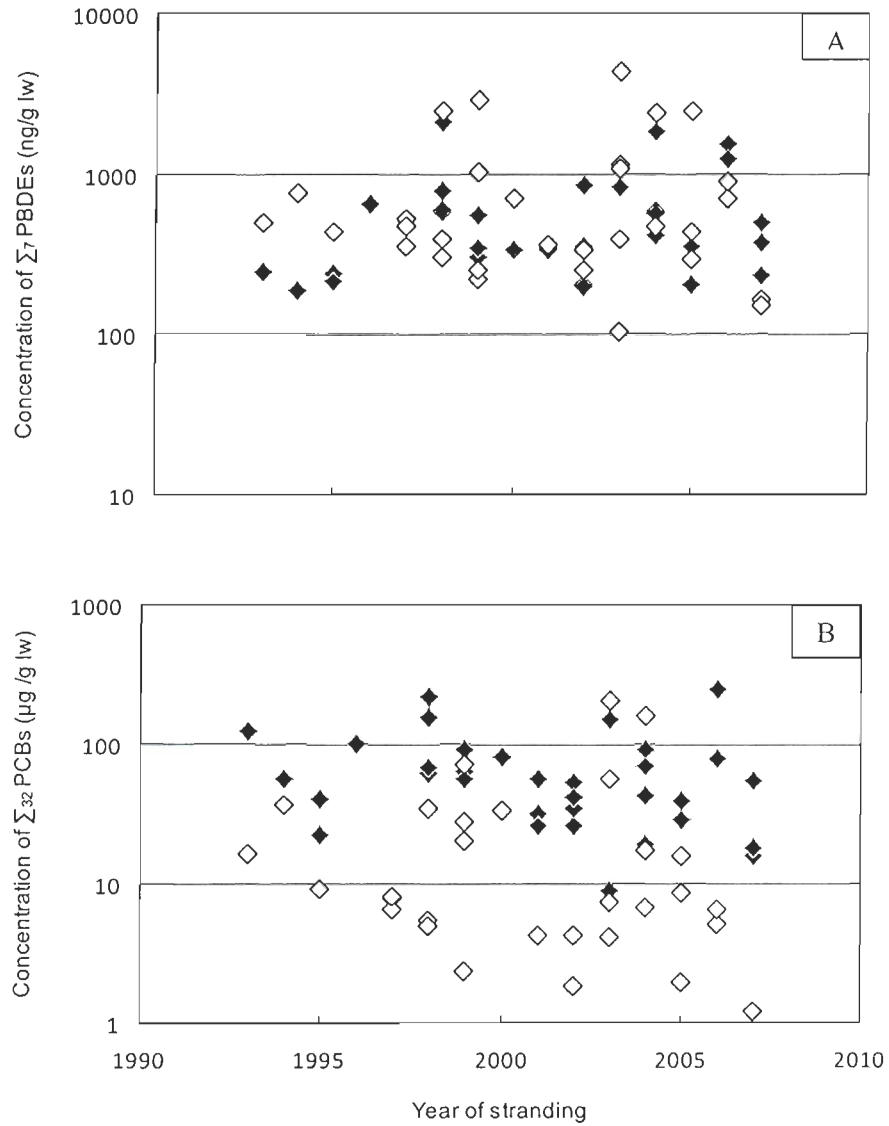 A
Concentration of ∑7 PBDEs (ng/g lw)
10000
1000
100
10
B
Concentration of ∑32 PCBs (µg /g lw)
1000
100
10
1
1990 1995 2000 2005 2010
Year of stranding